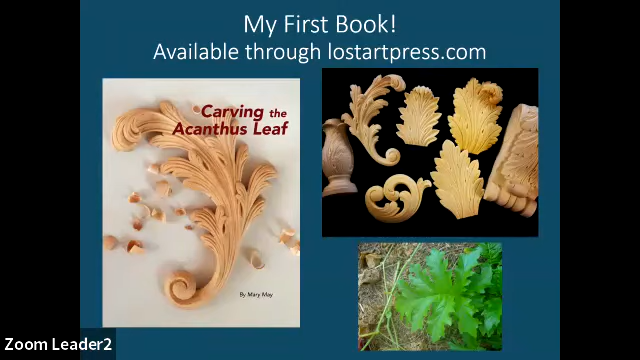 My First Book!
Available through lostartpress.com
Carving the
Acanthus Leaf
By Mary May
Zoom Leader2